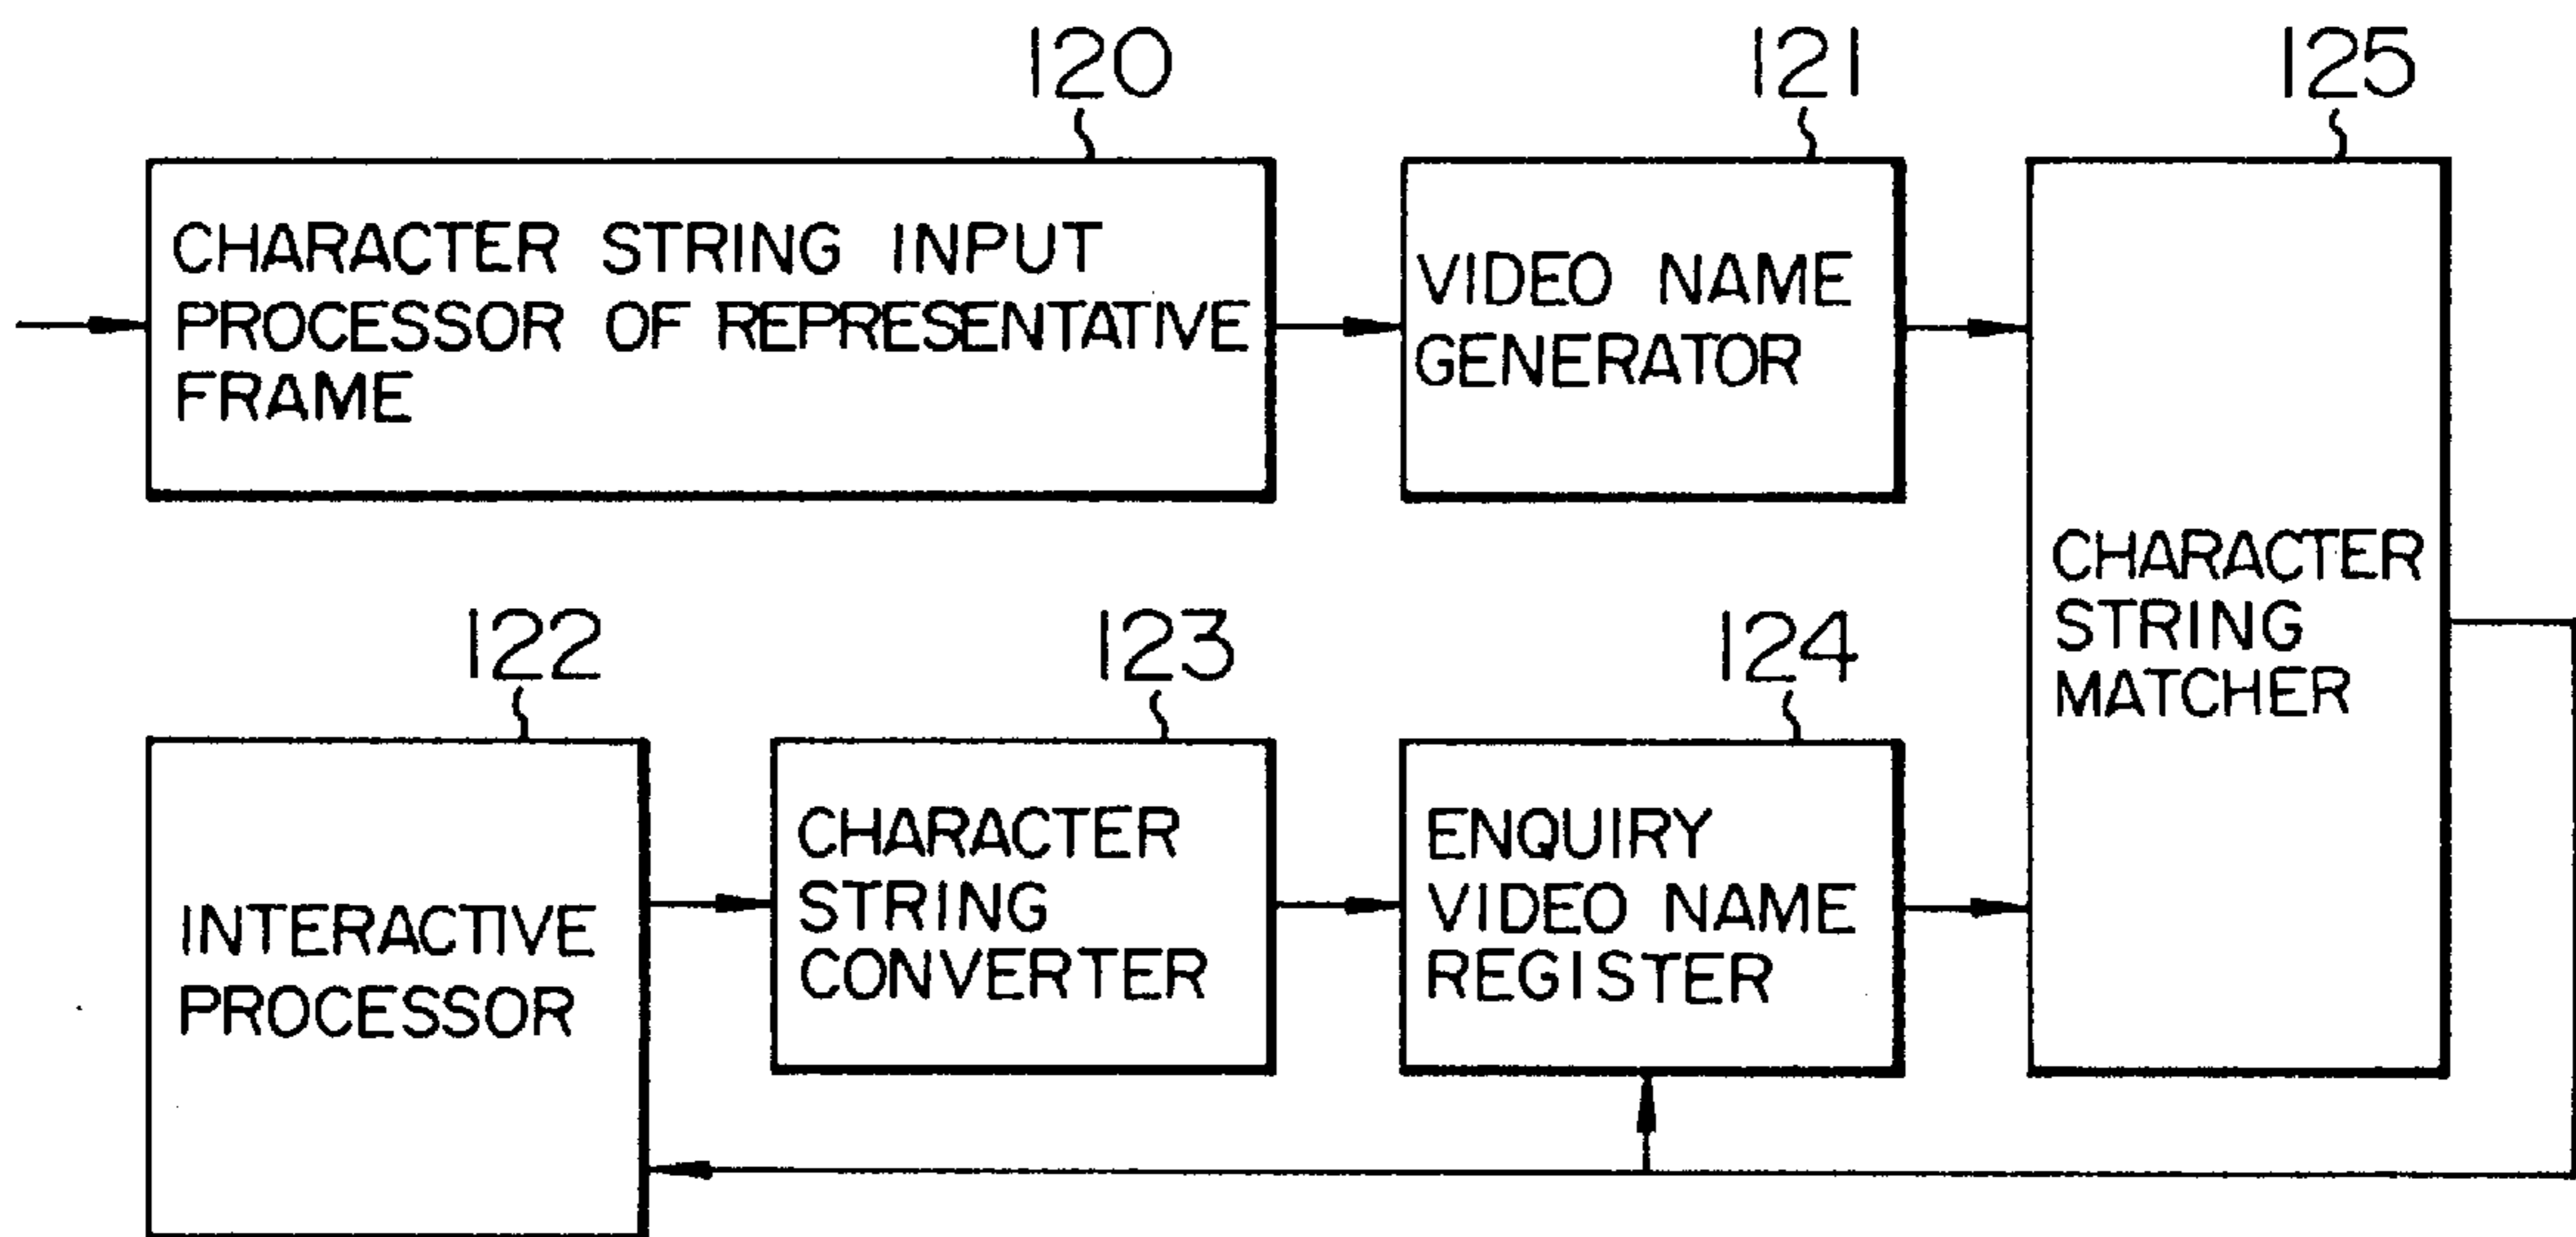 120
CHARACTER STRING INPUT
PROCESSOR OF REPRESENTATIVE
FRAME
121
VIDEO NAME
GENERATOR
125
CHARACTER
STRING
MATCHER
122
INTERACTIVE
PROCESSOR
123
CHARACTER
STRING
CONVERTER
124
ENQUIRY
VIDEO NAME
REGISTER